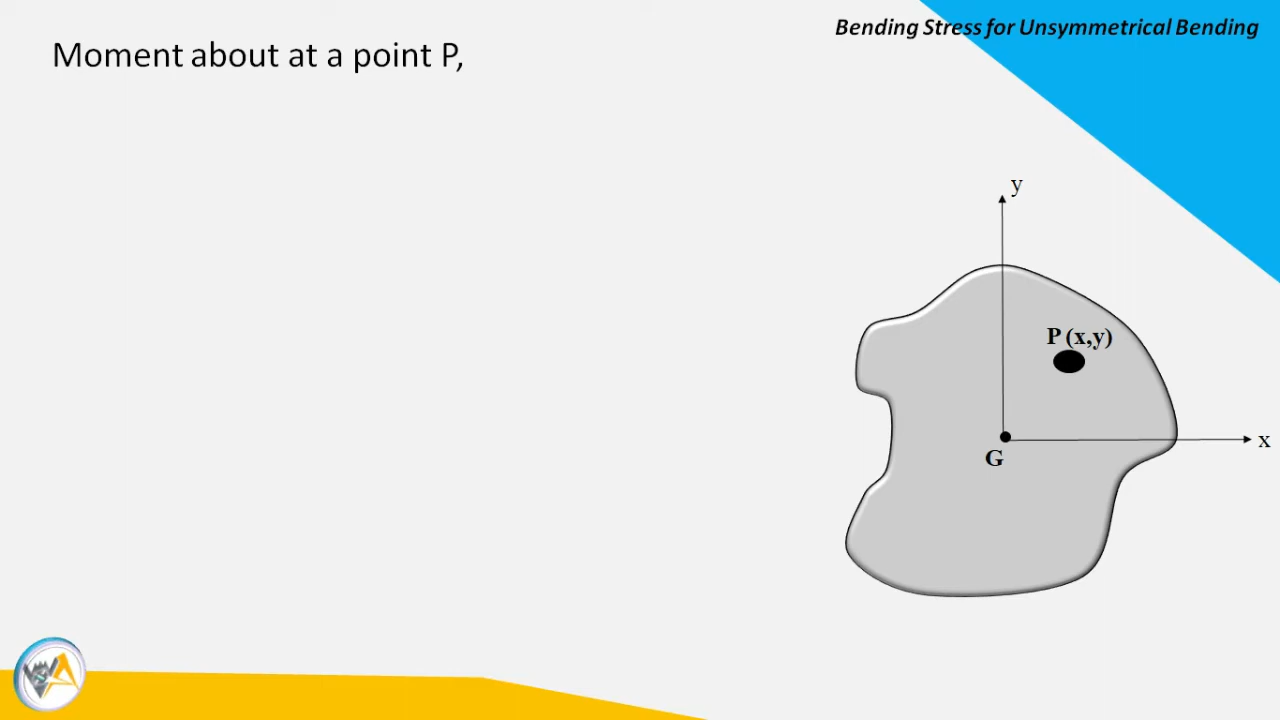 Bending Stress for Unsymmetrical Bending
Moment about at a point P,
y
P (x,y)
x
G